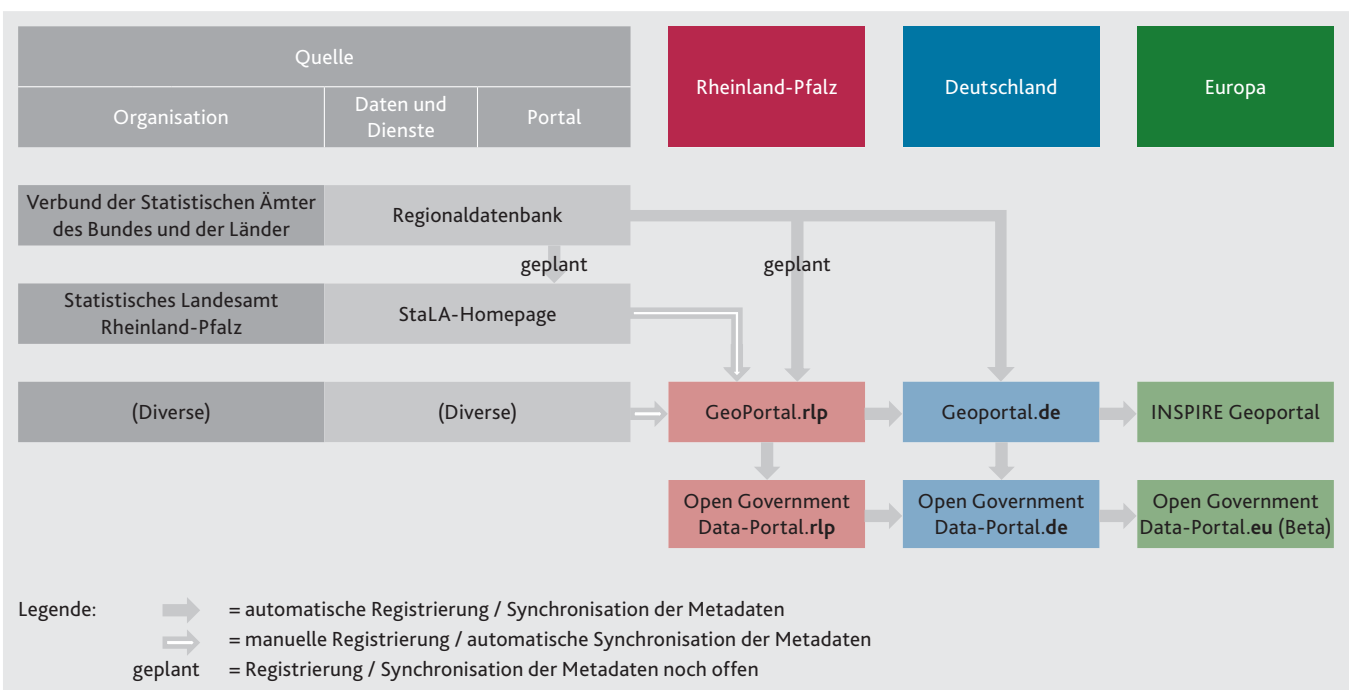 Quelle
Organisation
Daten und
Dienste
Portal
Rheinland-Pfalz
Deutschland
Europa
Verbund der Statistischen Ämter
des Bundes und der Länder
Regionaldatenbank
geplant
geplant
Statistisches Landesamt
Rheinland-Pfalz
StaLA-Homepage
(Diverse)
(Diverse)
GeoPortal.rlp
Geoportal.de
INSPIRE Geoportal
Open Government
Data-Portal.rlp
Open Government
Data-Portal.de
Open Government
Data-Portal.eu (Beta)
Legende:
= automatische Registrierung / Synchronisation der Metadaten
= manuelle Registrierung / automatische Synchronisation der Metadaten
geplant = Registrierung / Synchronisation der Metadaten noch offen